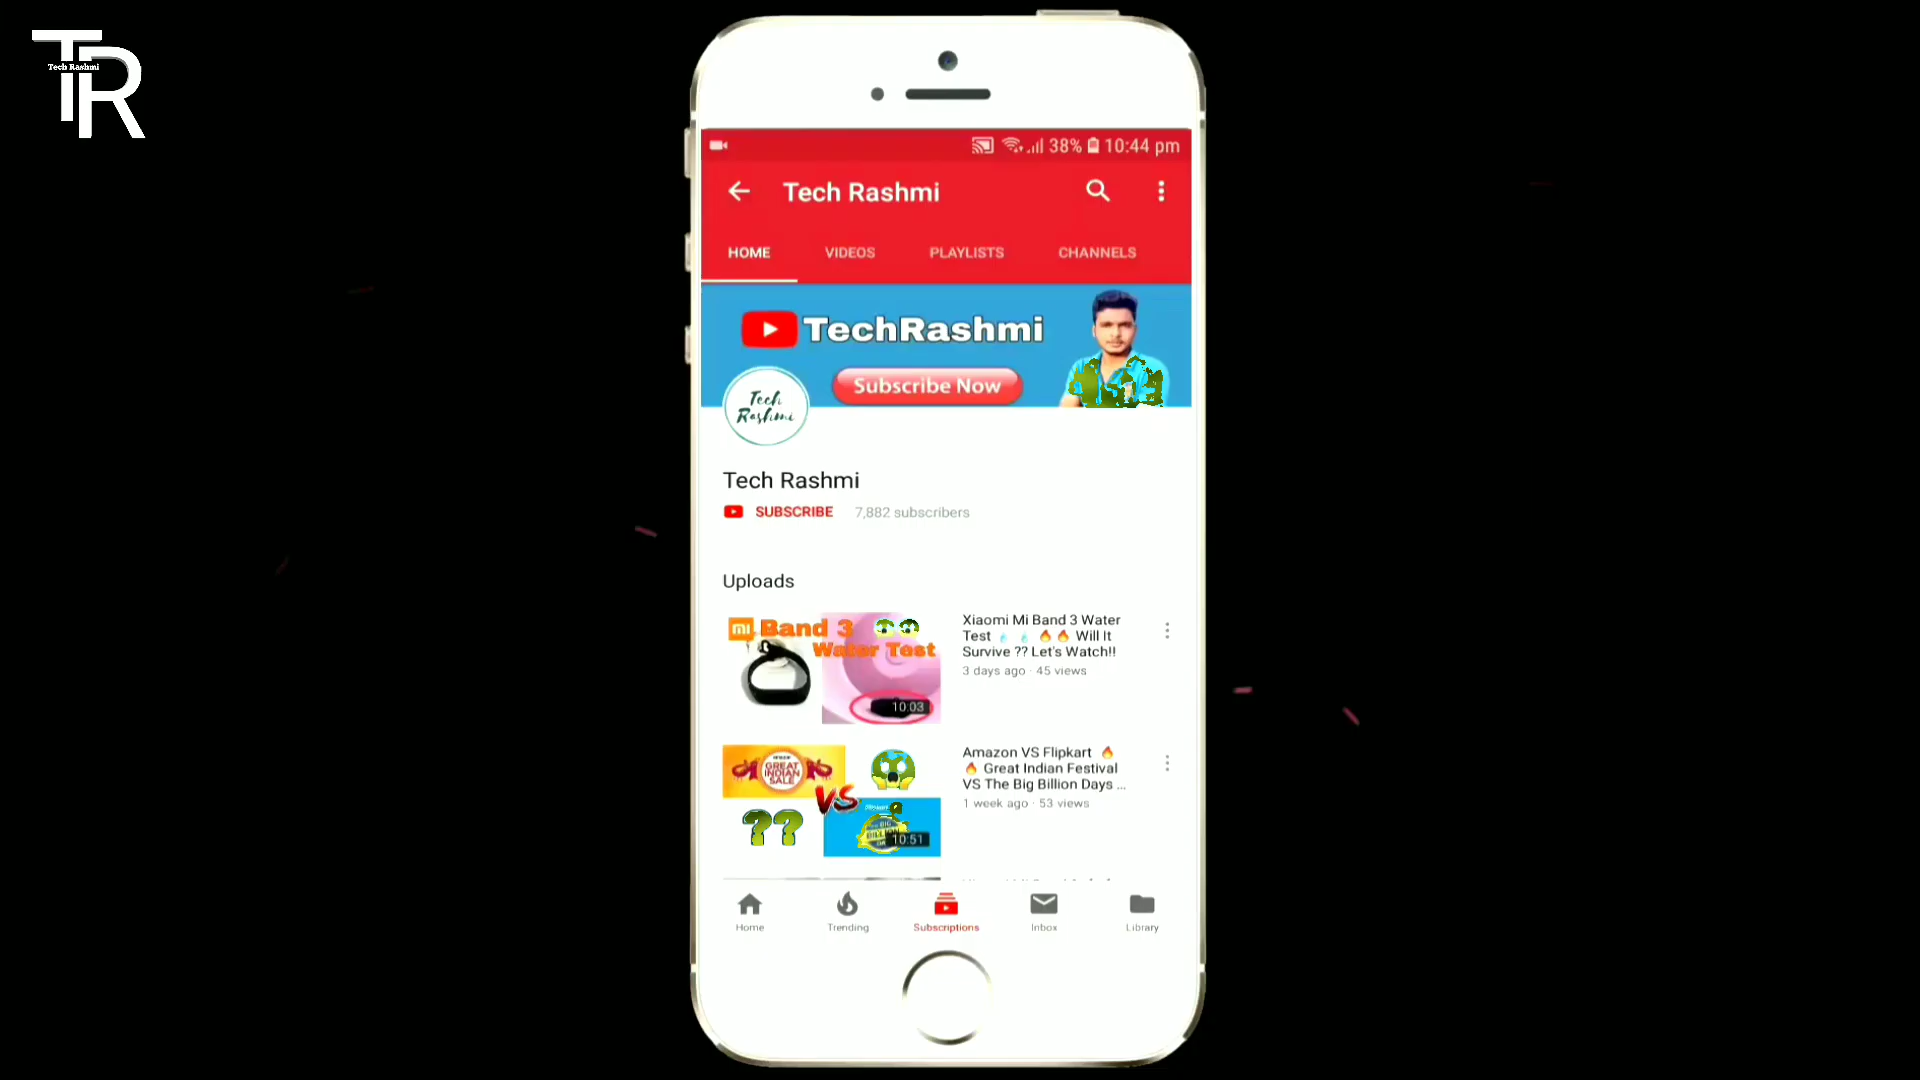 TR
Tech Rashmi
38% 10:44 pm
Tech Rashmi
HOME VIDEOS PLAYLISTS CHANNELS
TechRashmi
Subscribe Now
Tech
Rashmi
Tech Rashmi
SUBSCRIBE 7,882 subscribers
Uploads
mi Band 3
Water Test
10:03
Xiaomi Mi Band 3 Water
Test 💧 💧 🔥🔥 Will It
Survive ?? Let's Watch!!
3 days ago · 45 views
GREAT
INDIAN
SALE
VS
??
BIG
10:51
Amazon VS Flipkart 🔥
🔥 Great Indian Festival
VS The Big Billion Days ...
1 week ago · 53 views
Home Trending Subscriptions Inbox Library